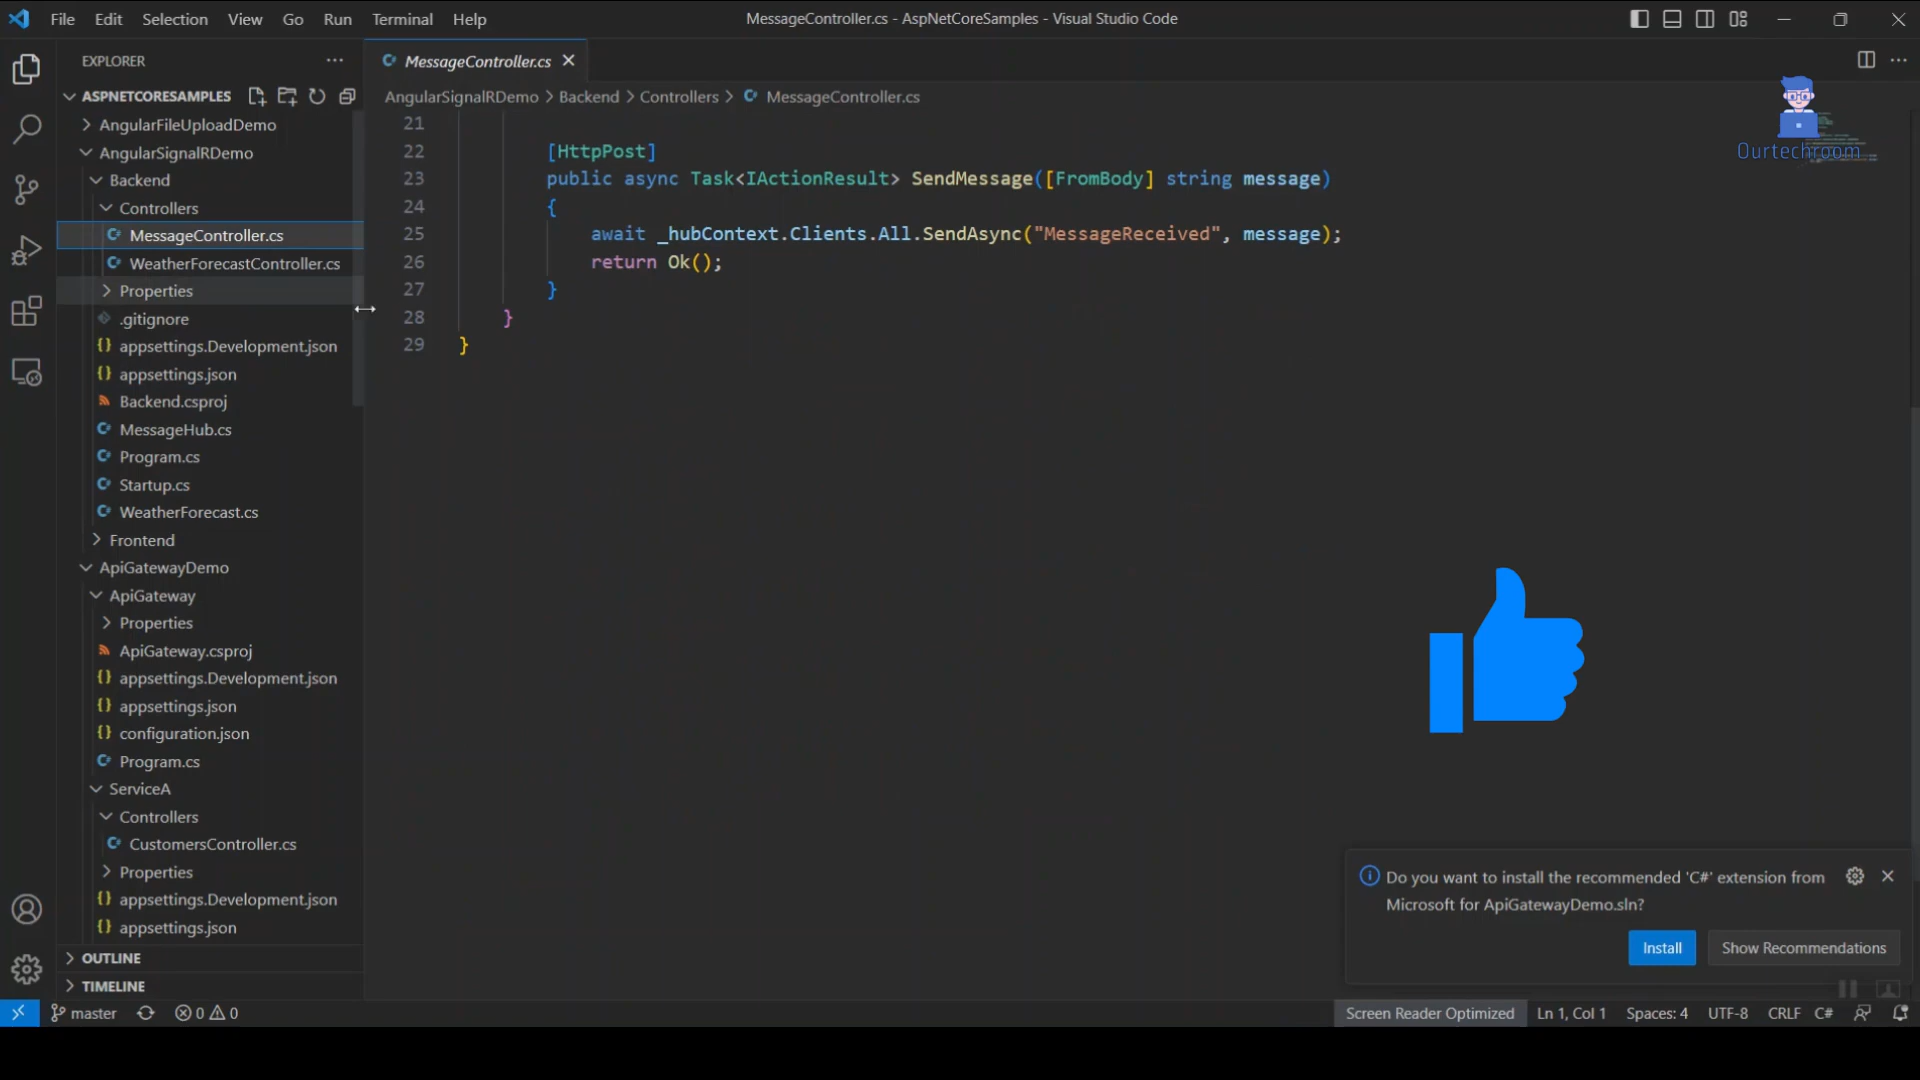 File Edit Selection View Go Run Terminal Help
MessageController.cs - AspNetCoreSamples - Visual Studio Code
EXPLORER
ASPNETCORESAMPLES
AngularFileUploadDemo
AngularSignalRDemo
Backend
Controllers
MessageController.cs
WeatherForecastController.cs
Properties
.gitignore
appsettings.Development.json
appsettings.json
Backend.csproj
MessageHub.cs
Program.cs
Startup.cs
WeatherForecast.cs
Frontend
ApiGatewayDemo
ApiGateway
Properties
ApiGateway.csproj
appsettings.Development.json
appsettings.json
configuration.json
Program.cs
ServiceA
Controllers
CustomersController.cs
Properties
appsettings.Development.json
appsettings.json
OUTLINE
TIMELINE
MessageController.cs
AngularSignalRDemo > Backend > Controllers > MessageController.cs
21
22 [HttpPost]
23 public async Task<IActionResult> SendMessage([FromBody] string message)
24 {
25 await _hubContext.Clients.All.SendAsync("MessageReceived", message);
26 return Ok();
27 }
28 }
29 }
Ourtechroom
Do you want to install the recommended 'C#' extension from
Microsoft for ApiGatewayDemo.sln?
Install Show Recommendations
master 0 0 Screen Reader Optimized Ln 1, Col 1 Spaces: 4 UTF-8 CRLF C#